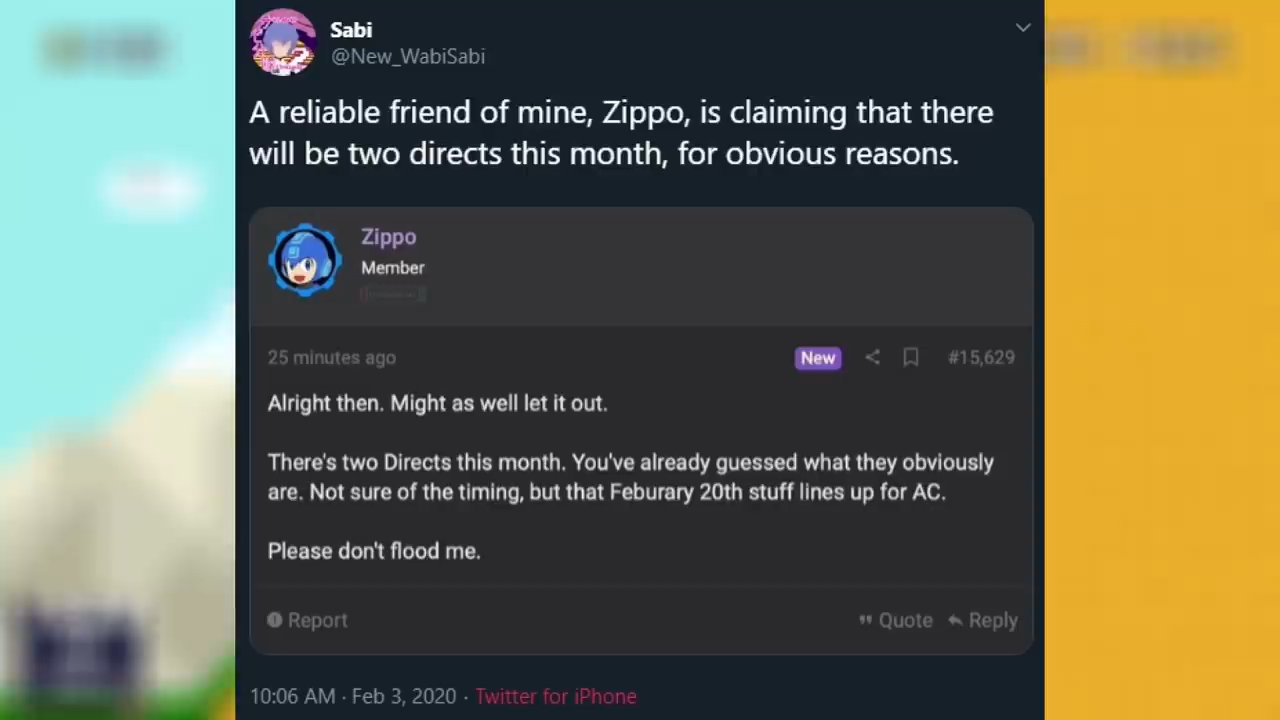 Sabi
@New_WabiSabi
A reliable friend of mine, Zippo, is claiming that there
will be two directs this month, for obvious reasons.
Zippo
Member
25 minutes ago
New
#15,629
Alright then. Might as well let it out.
There's two Directs this month. You've already guessed what they obviously
are. Not sure of the timing, but that Feburary 20th stuff lines up for AC.
Please don't flood me.
Report
Quote
Reply
10:06 AM · Feb 3, 2020 · Twitter for iPhone